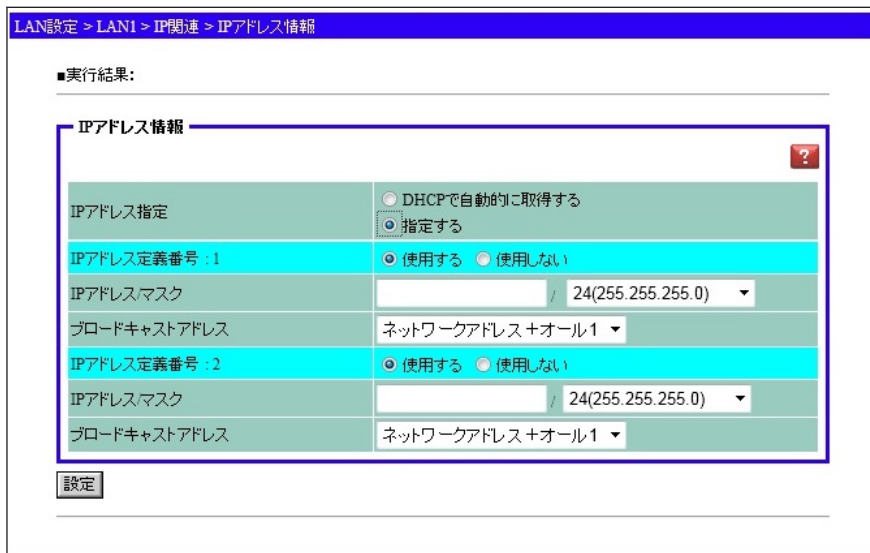 LAN設定 > LAN1 > IP関連 > IPアドレス情報
■実行結果:
IPアドレス情報
?
IPアドレス指定
DHCPで自動的に取得する
指定する
IPアドレス定義番号 : 1
使用する 使用しない
IPアドレス/マスク
/ 24(255.255.255.0)
ブロードキャストアドレス
ネットワークアドレス+オール1
IPアドレス定義番号 : 2
使用する 使用しない
IPアドレス/マスク
/ 24(255.255.255.0)
ブロードキャストアドレス
ネットワークアドレス+オール1
設定